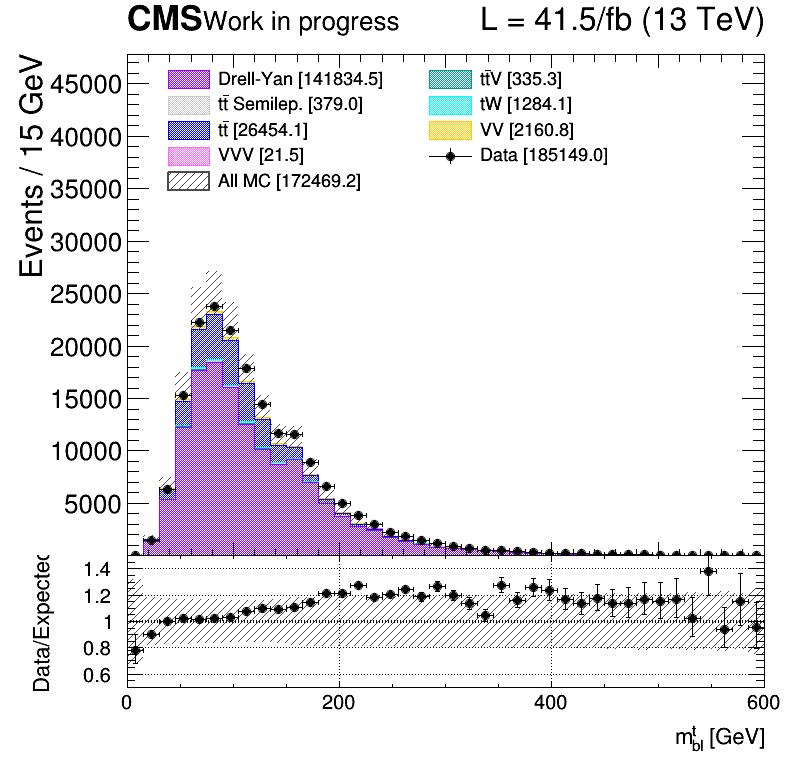 CMS Work in progress L = 41.5/fb (13 TeV)
Events / 15 GeV
45000
40000
35000
30000
25000
20000
15000
10000
5000
Drell-Yan [141834.5]
tt̄ Semilep. [379.0]
tt̄ [26454.1]
VVV [21.5]
All MC [172469.2]
tt̄V [335.3]
tW [1284.1]
VV [2160.8]
Data [185149.0]
Data/Expected
1.4
1.2
1
0.8
0.6
0 200 400 600
m^t_bl [GeV]